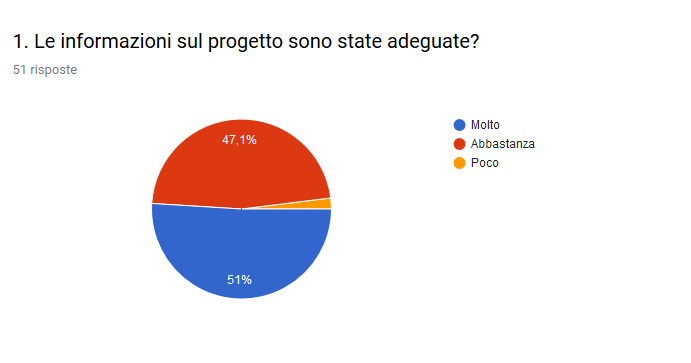 1. Le informazioni sul progetto sono state adeguate?
51 risposte
47,1%
51%
Molto
Abbastanza
Poco